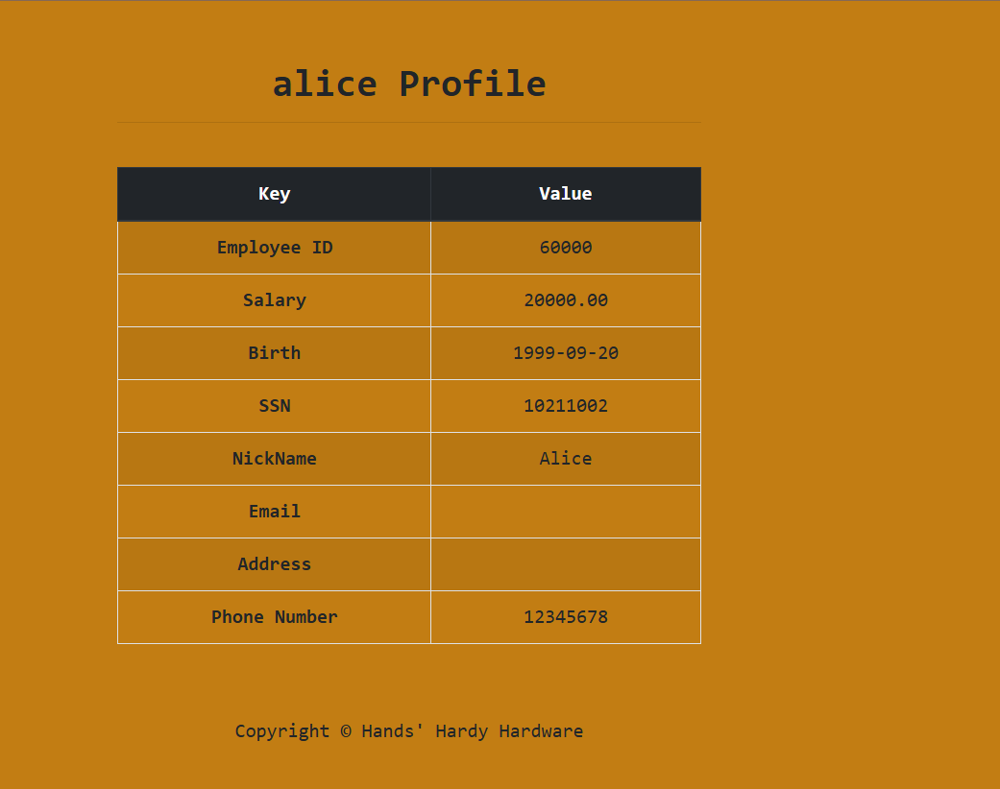 alice Profile
Key Value
Employee ID 60000
Salary 20000.00
Birth 1999-09-20
SSN 10211002
NickName Alice
Email
Address
Phone Number 12345678
Copyright © Hands' Hardy Hardware